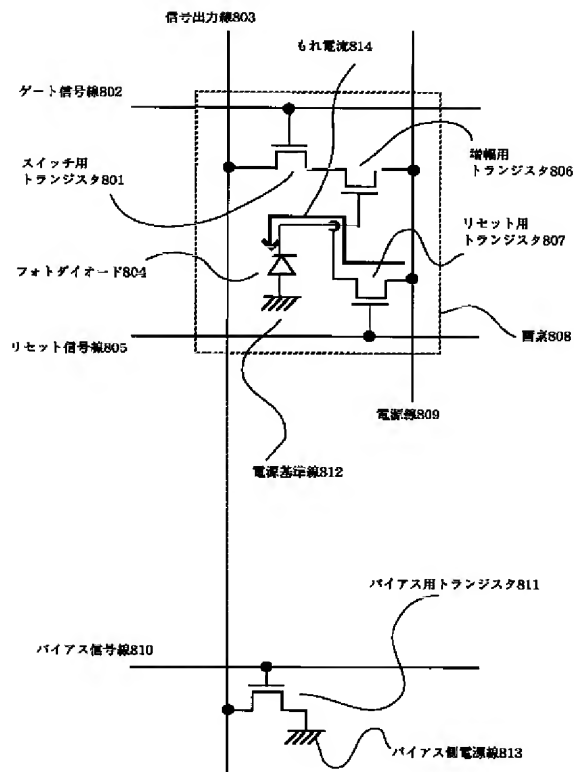 信号出力線803
もれ電流814
ゲート信号線802
スイッチ用
トランジスタ801
増幅用
トランジスタ806
リセット用
トランジスタ807
フォトダイオード804
リセット信号線805
画素808
電源線809
電源基準線812
バイアス用トランジスタ811
バイアス信号線810
バイアス側電源線813